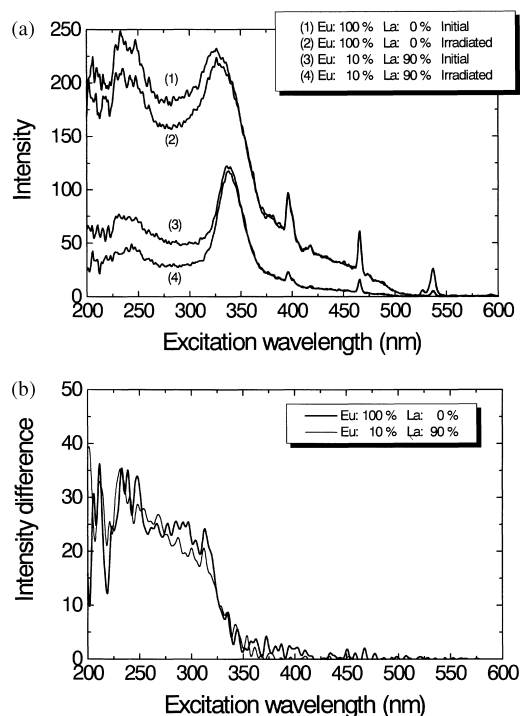 (a)
(1) Eu: 100 % La: 0 % Initial
(2) Eu: 100 % La: 0 % Irradiated
(3) Eu: 10 % La: 90 % Initial
(4) Eu: 10 % La: 90 % Irradiated
250
200
150
100
50
0
Intensity
(1)
(2)
(3)
(4)
200 250 300 350 400 450 500 550 600
Excitation wavelength (nm)
(b)
Eu: 100 % La: 0 %
Eu: 10 % La: 90 %
50
40
30
20
10
0
Intensity difference
200 250 300 350 400 450 500 550 600
Excitation wavelength (nm)